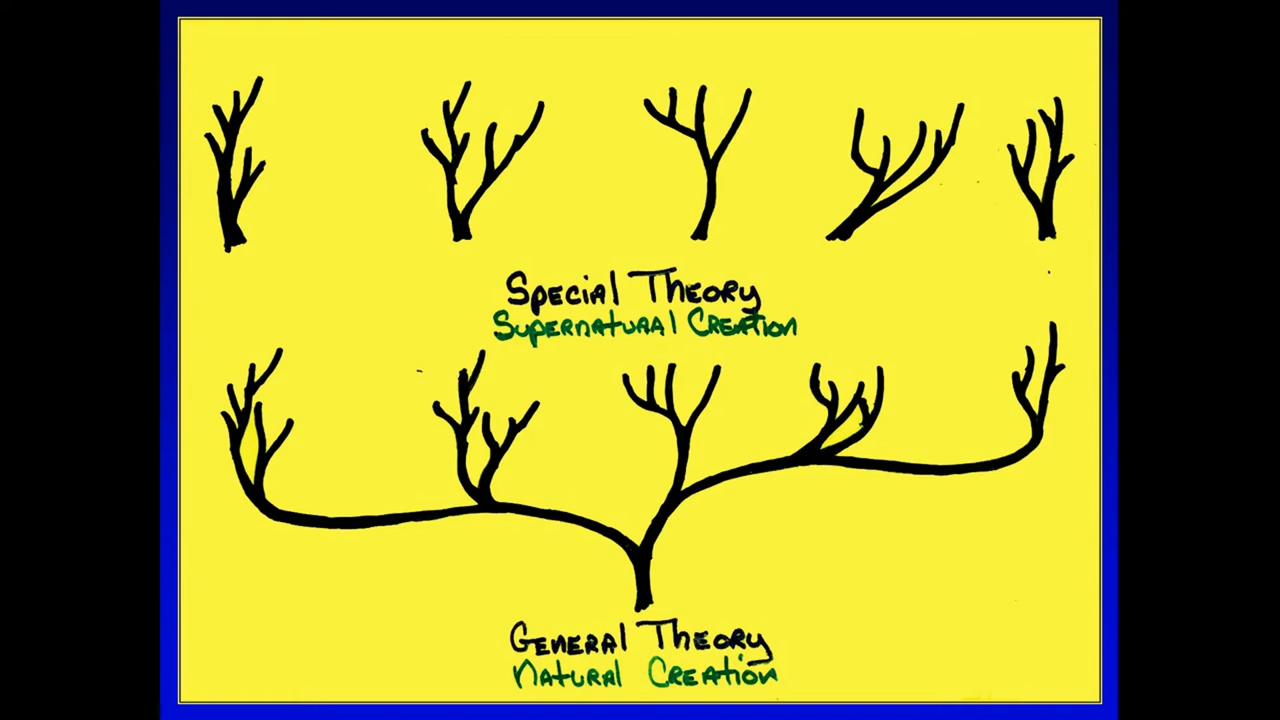 Special Theory
Supernatural Creation
General Theory
Natural Creation